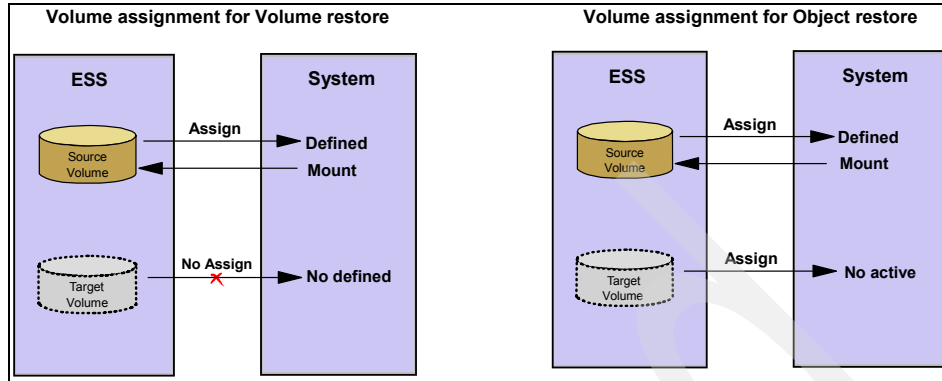 Volume assignment for Volume restore
ESS
System
Source
Volume
Assign
Defined
Mount
Target
Volume
No Assign
No defined
Volume assignment for Object restore
ESS
System
Source
Volume
Assign
Defined
Mount
Target
Volume
Assign
No active